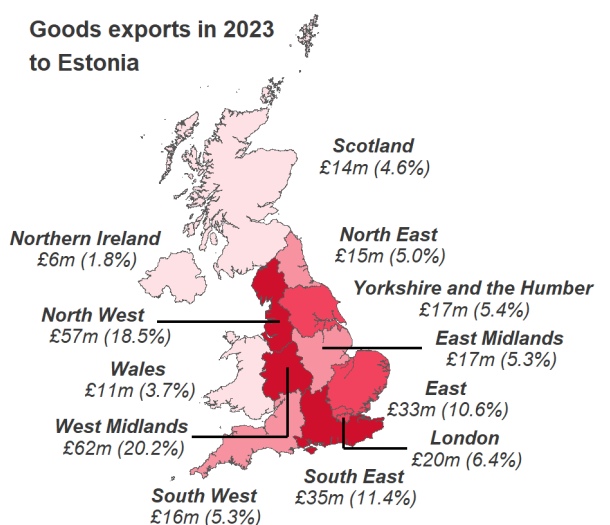 Goods exports in 2023
to Estonia
Scotland
£14m (4.6%)
Northern Ireland
£6m (1.8%)
North East
£15m (5.0%)
Yorkshire and the Humber
£17m (5.4%)
North West
£57m (18.5%)
East Midlands
£17m (5.3%)
Wales
£11m (3.7%)
East
£33m (10.6%)
West Midlands
£62m (20.2%)
London
£20m (6.4%)
South East
£35m (11.4%)
South West
£16m (5.3%)